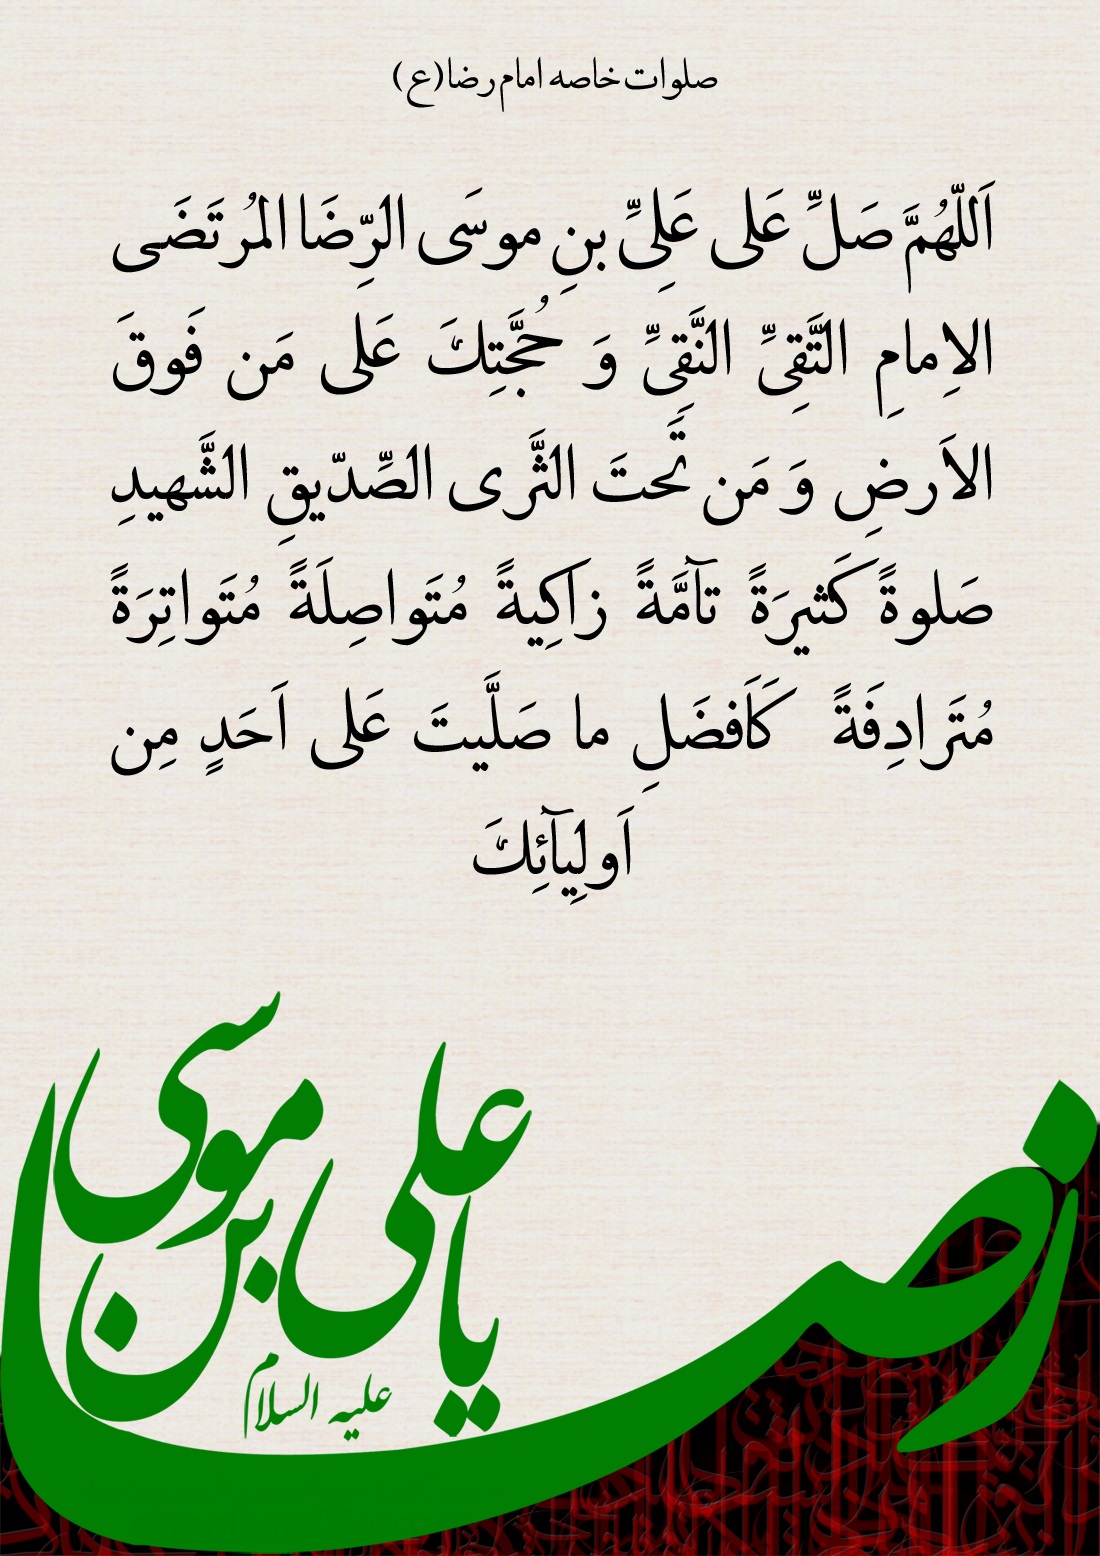 صلوات خاصه امام رضا(ع)
اَللّهُمَّ صَلِّ عَلی عَلِیِّ بنِ موسَی الرِّضَا المُرتَضَی
الاِمامِ التَّقِیِّ النَّقِیِّ وَ حُجَّتِكَ عَلی مَن فَوقَ
الاَرضِ وَ مَن تَحتَ الثَّری الصِّدّیقِ الشَّهیدِ
صَلوةً كَثیرَةً تآمَّةً زاكِیةً مُتَواصِلَةً مُتَواتِرَةً
مُتَرادِفَةً كَاَفضَلِ ما صَلَّیتَ عَلی اَحَدٍ مِن
اَولِیآئِكَ
یا علی بن موسی
رضا
علیه السلام